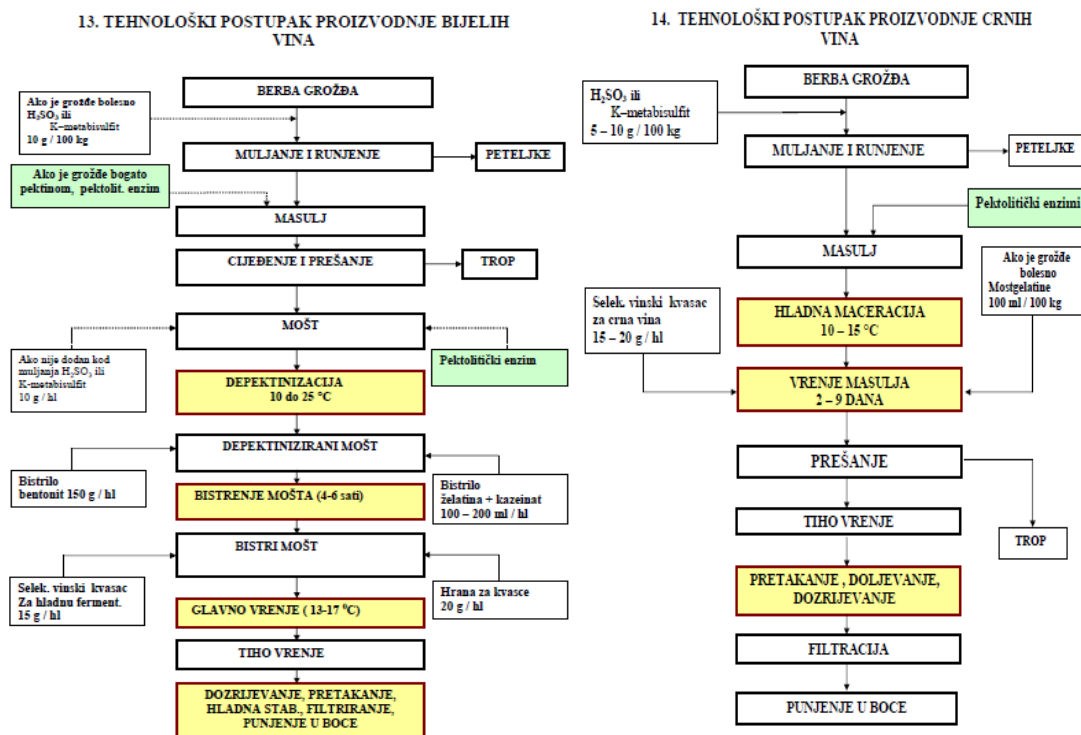 13. TEHNOLOŠKI POSTUPAK PROIZVODNJE BIJELIH
VINA
BERBA GROŽĐA
Ako je grožđe bolesno
H₂SO₃ ili
K–metabisulfit
10 g / 100 kg
MULJANJE I RUNJENJE
PETELJKE
Ako je grožđe bogato
pektinom, pektolit. enzim
MASULJ
CIJEĐENJE I PREŠANJE
TROP
MOŠT
Ako nije dodan kod
muljanja H₂SO₃ ili
K-metabisulfit
10 g / hl
Pektolitički enzim
DEPEKTINIZACIJA
10 do 25 °C
DEPEKTINIZIRANI MOŠT
Bistrilo
bentonit 150 g / hl
Bistrilo
želatina + kazeinat
100 – 200 ml / hl
BISTRENJE MOŠTA (4-6 sati)
BISTRI MOŠT
Selek. vinski kvasac
Za hladnu ferment.
15 g / hl
Hrana za kvasce
20 g / hl
GLAVNO VRENJE ( 13-17 ⁰C)
TIHO VRENJE
DOZRIJEVANJE, PRETAKANJE,
HLADNA STAB., FILTRIRANJE,
PUNJENJE U BOCE
14. TEHNOLOŠKI POSTUPAK PROIZVODNJE CRNIH
VINA
BERBA GROŽĐA
H₂SO₃ ili
K–metabisulfit
5 – 10 g / 100 kg
MULJANJE I RUNJENJE
PETELJKE
Pektolitički enzimi
MASULJ
Ako je grožđe
bolesno
Mostgelatine
100 ml / 100 kg
Selek. vinski kvasac
za crna vina
15 – 20 g / hl
HLADNA MACERACIJA
10 – 15 °C
VRENJE MASULJA
2 – 9 DANA
PREŠANJE
TROP
TIHO VRENJE
PRETAKANJE , DOLJEVANJE,
DOZRIJEVANJE
FILTRACIJA
PUNJENJE U BOCE